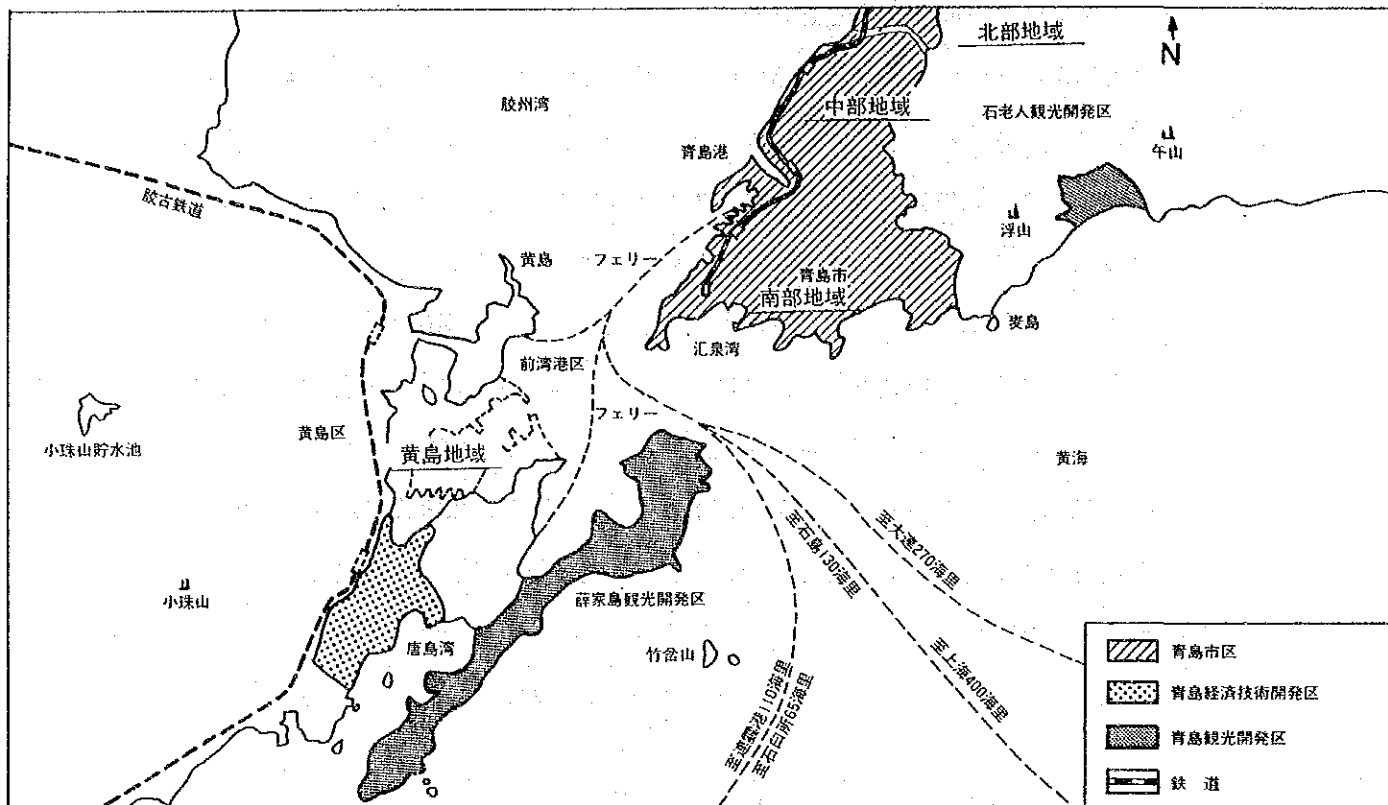 北部地域
N
胶州湾
中部地域
石老人観光開発区
午山
青島港
胶古鉄道
浮山
黄島
フェリー
青島市
南部地域
麦島
汇泉湾
前湾港区
小珠山貯水池
黄島区
フェリー
黄島地域
黄海
至大連270海里
至石島130海里
小珠山
薛家島観光開発区
唐島湾
竹岔山
至上海400海里
至連雲港110海里
至石臼所65海里
青島市区
青島経済技術開発区
青島観光開発区
鉄道